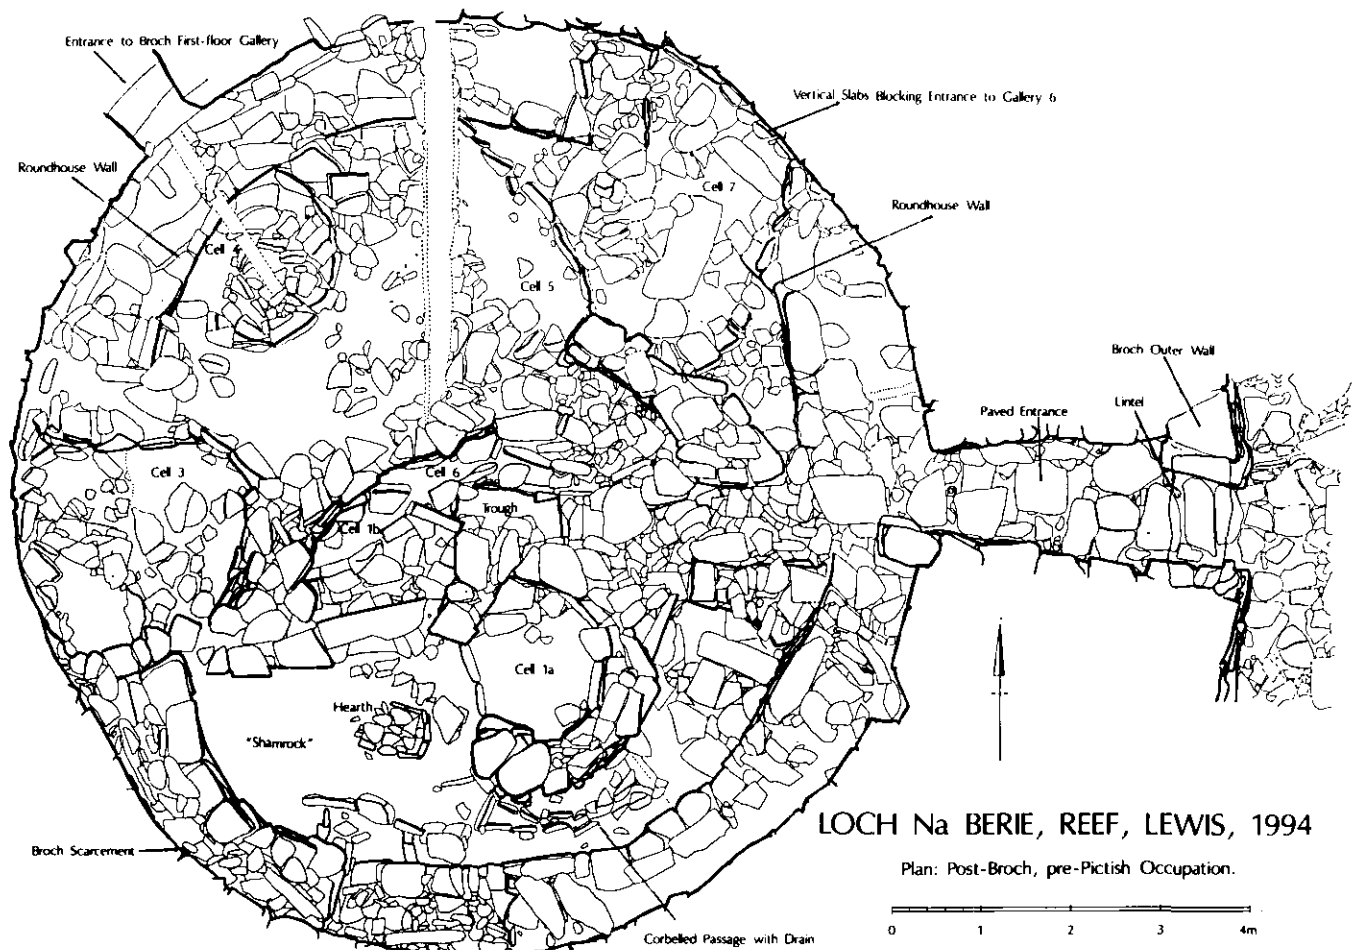 Entrance to Broch First-floor Gallery
Vertical Slabs Blocking Entrance to Gallery 6
Roundhouse Wall
Cell 7
Roundhouse Wall
Cell 4
Cell 5
Broch Outer Wall
Lintel
Paved Entrance
Cell 3
Cell 6
Trough
Cell 1b
Cell 1a
Hearth
"Shamrock"
Broch Scarcement
LOCH Na BERIE, REEF, LEWIS, 1994
Plan: Post-Broch, pre-Pictish Occupation.
0 1 2 3 4m
Corbelled Passage with Drain